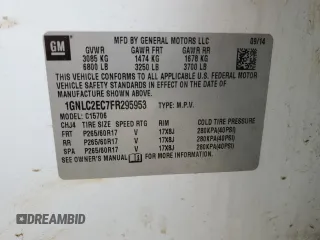 GM
MFD BY GENERAL MOTORS LLC 09/14
GVWR GAWR FRT GAWR RR
3085 KG 1474 KG 1678 KG
6800 LB 3250 LB 3700 LB
THIS VEHICLE CONFORMS TO ALL APPLICABLE U.S. FEDERAL MOTOR VEHICLE
SAFETY STANDARDS IN EFFECT ON THE DATE OF MANUFACTURE SHOWN ABOVE.
1GNLC2EC7FR295953 TYPE: M.P.V.
MODEL: C15706
CHJ4 TIRE SIZE SPEED RTG RIM COLD TIRE PRESSURE
FRT P265/60R17 V 17X8J 280KPA(40PSI)
RR P265/60R17 V 17X8J 280KPA(40PSI)
SPA P265/60R17 V 17X8J 280KPA(40PSI)
DREAMBID